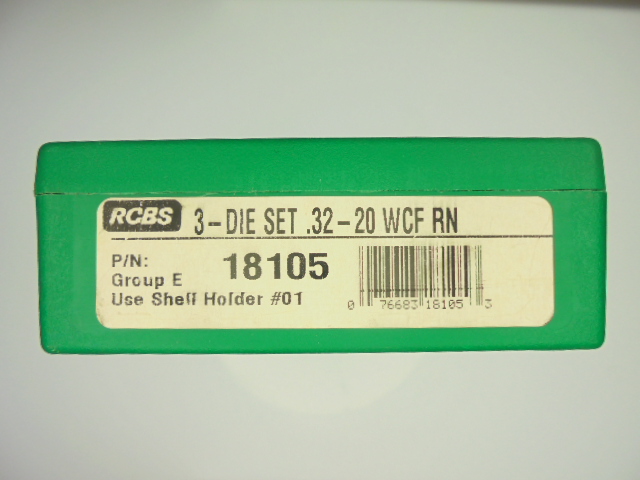 RCBS 3-DIE SET .32-20 WCF RN
P/N: 18105
Group E
Use Shell Holder #01
0 76683 18105 3